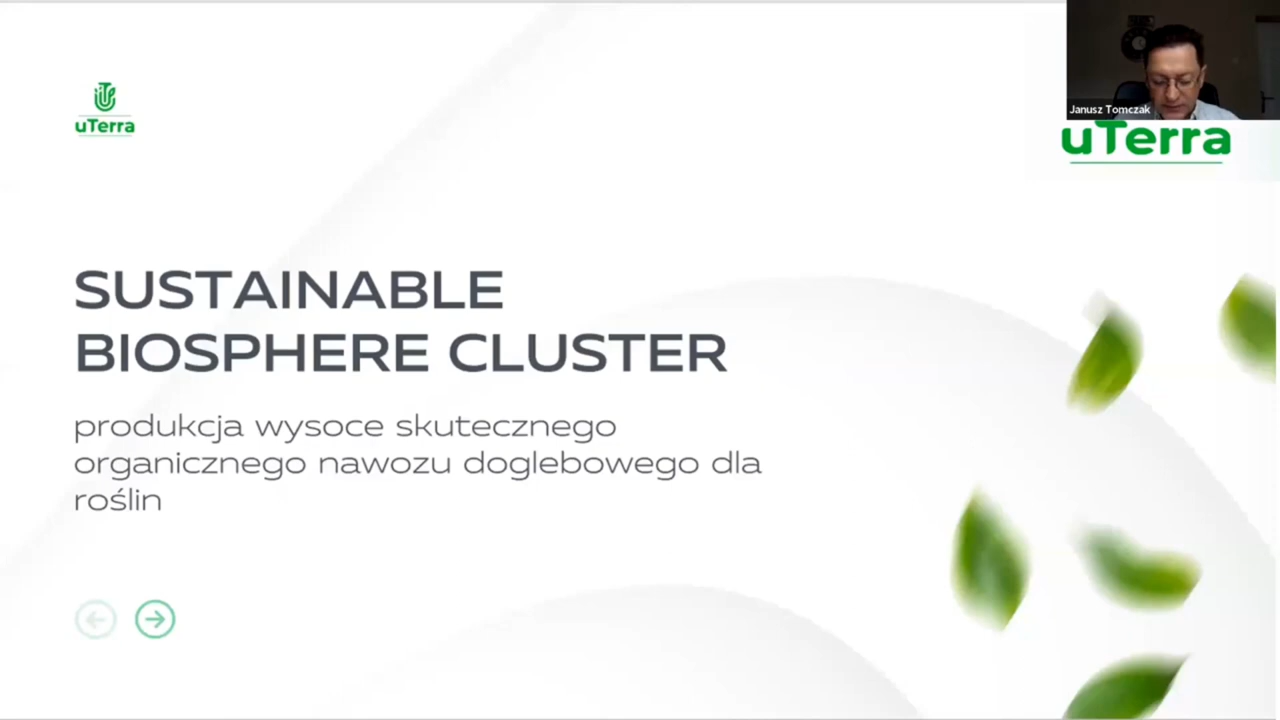 uTerra
Janusz Tomczak
uTerra
SUSTAINABLE
BIOSPHERE CLUSTER
produkcja wysoce skutecznego
organicznego nawozu doglebowego dla
roślin